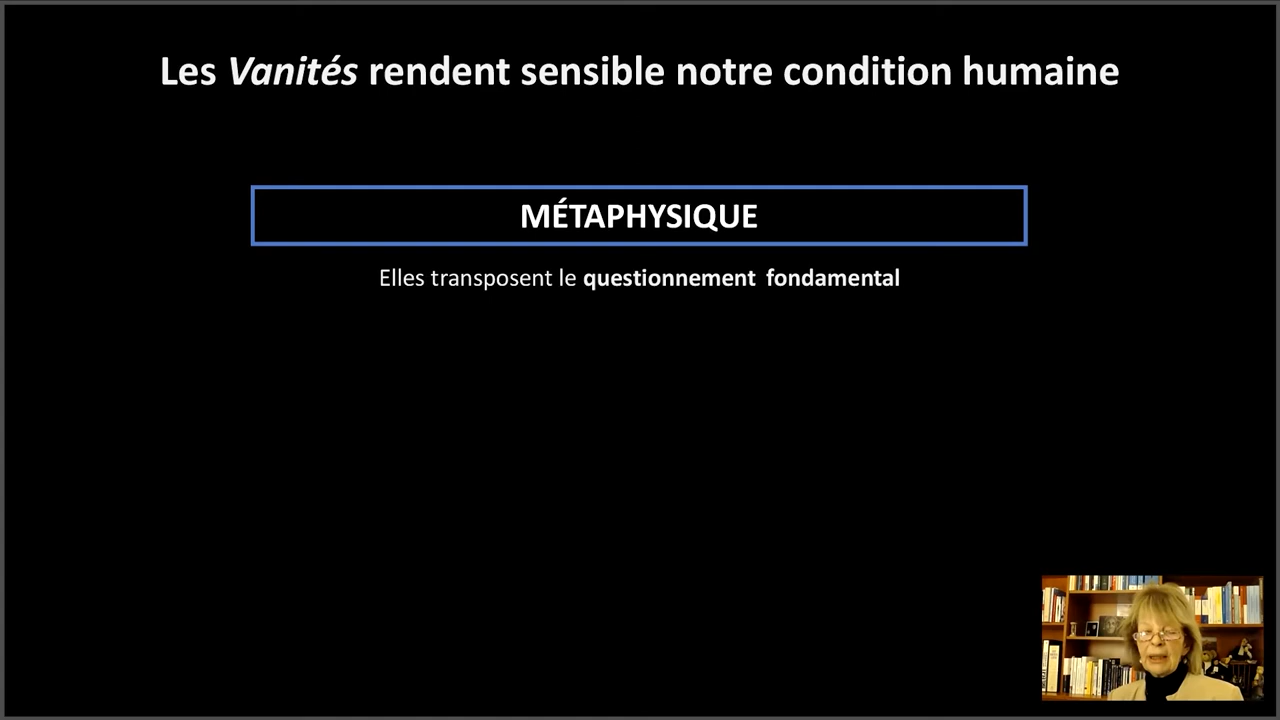 Les Vanités rendent sensible notre condition humaine
MÉTAPHYSIQUE
Elles transposent le questionnement fondamental